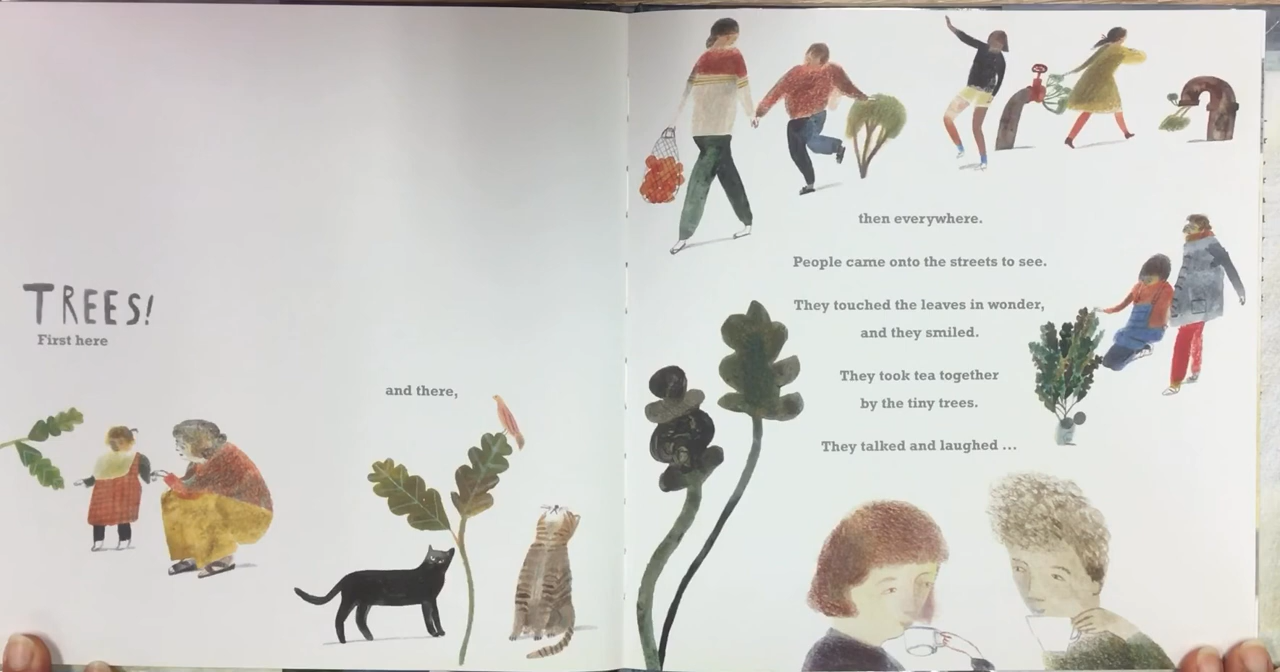 TREES!
First here
and there,
then everywhere.
People came onto the streets to see.
They touched the leaves in wonder,
and they smiled.
They took tea together
by the tiny trees.
They talked and laughed ...